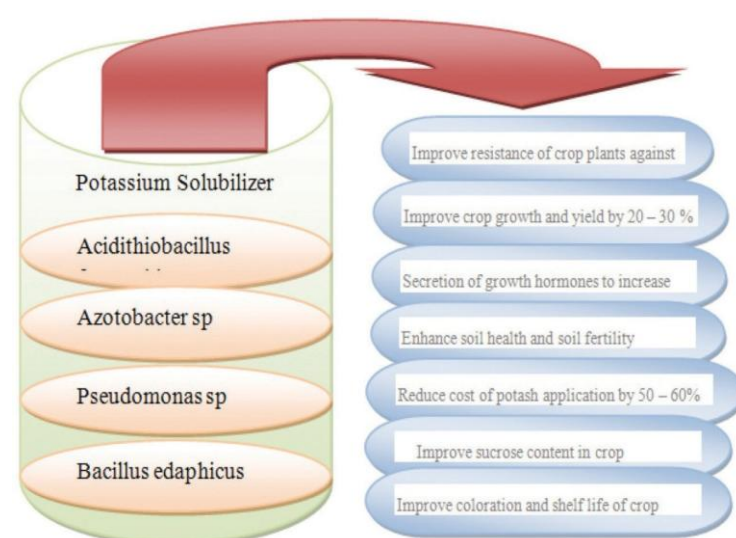 Potassium Solubilizer
Acidithiobacillus
Azotobacter sp
Pseudomonas sp
Bacillus edaphicus
Improve resistance of crop plants against
Improve crop growth and yield by 20 – 30 %
Secretion of growth hormones to increase
Enhance soil health and soil fertility
Reduce cost of potash application by 50 – 60%
Improve sucrose content in crop
Improve coloration and shelf life of crop